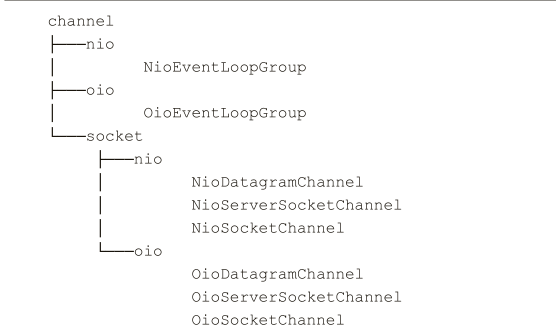 channel
├───nio
│        NioEventLoopGroup
├───oio
│        OioEventLoopGroup
└───socket
     ├───nio
     │        NioDatagramChannel
     │        NioServerSocketChannel
     │        NioSocketChannel
     └───oio
              OioDatagramChannel
              OioServerSocketChannel
              OioSocketChannel